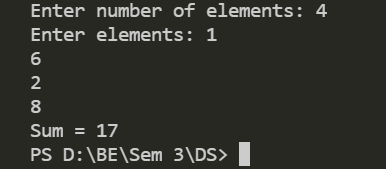 Enter number of elements: 4
Enter elements: 1
6
2
8
Sum = 17
PS D:\BE\Sem 3\DS>